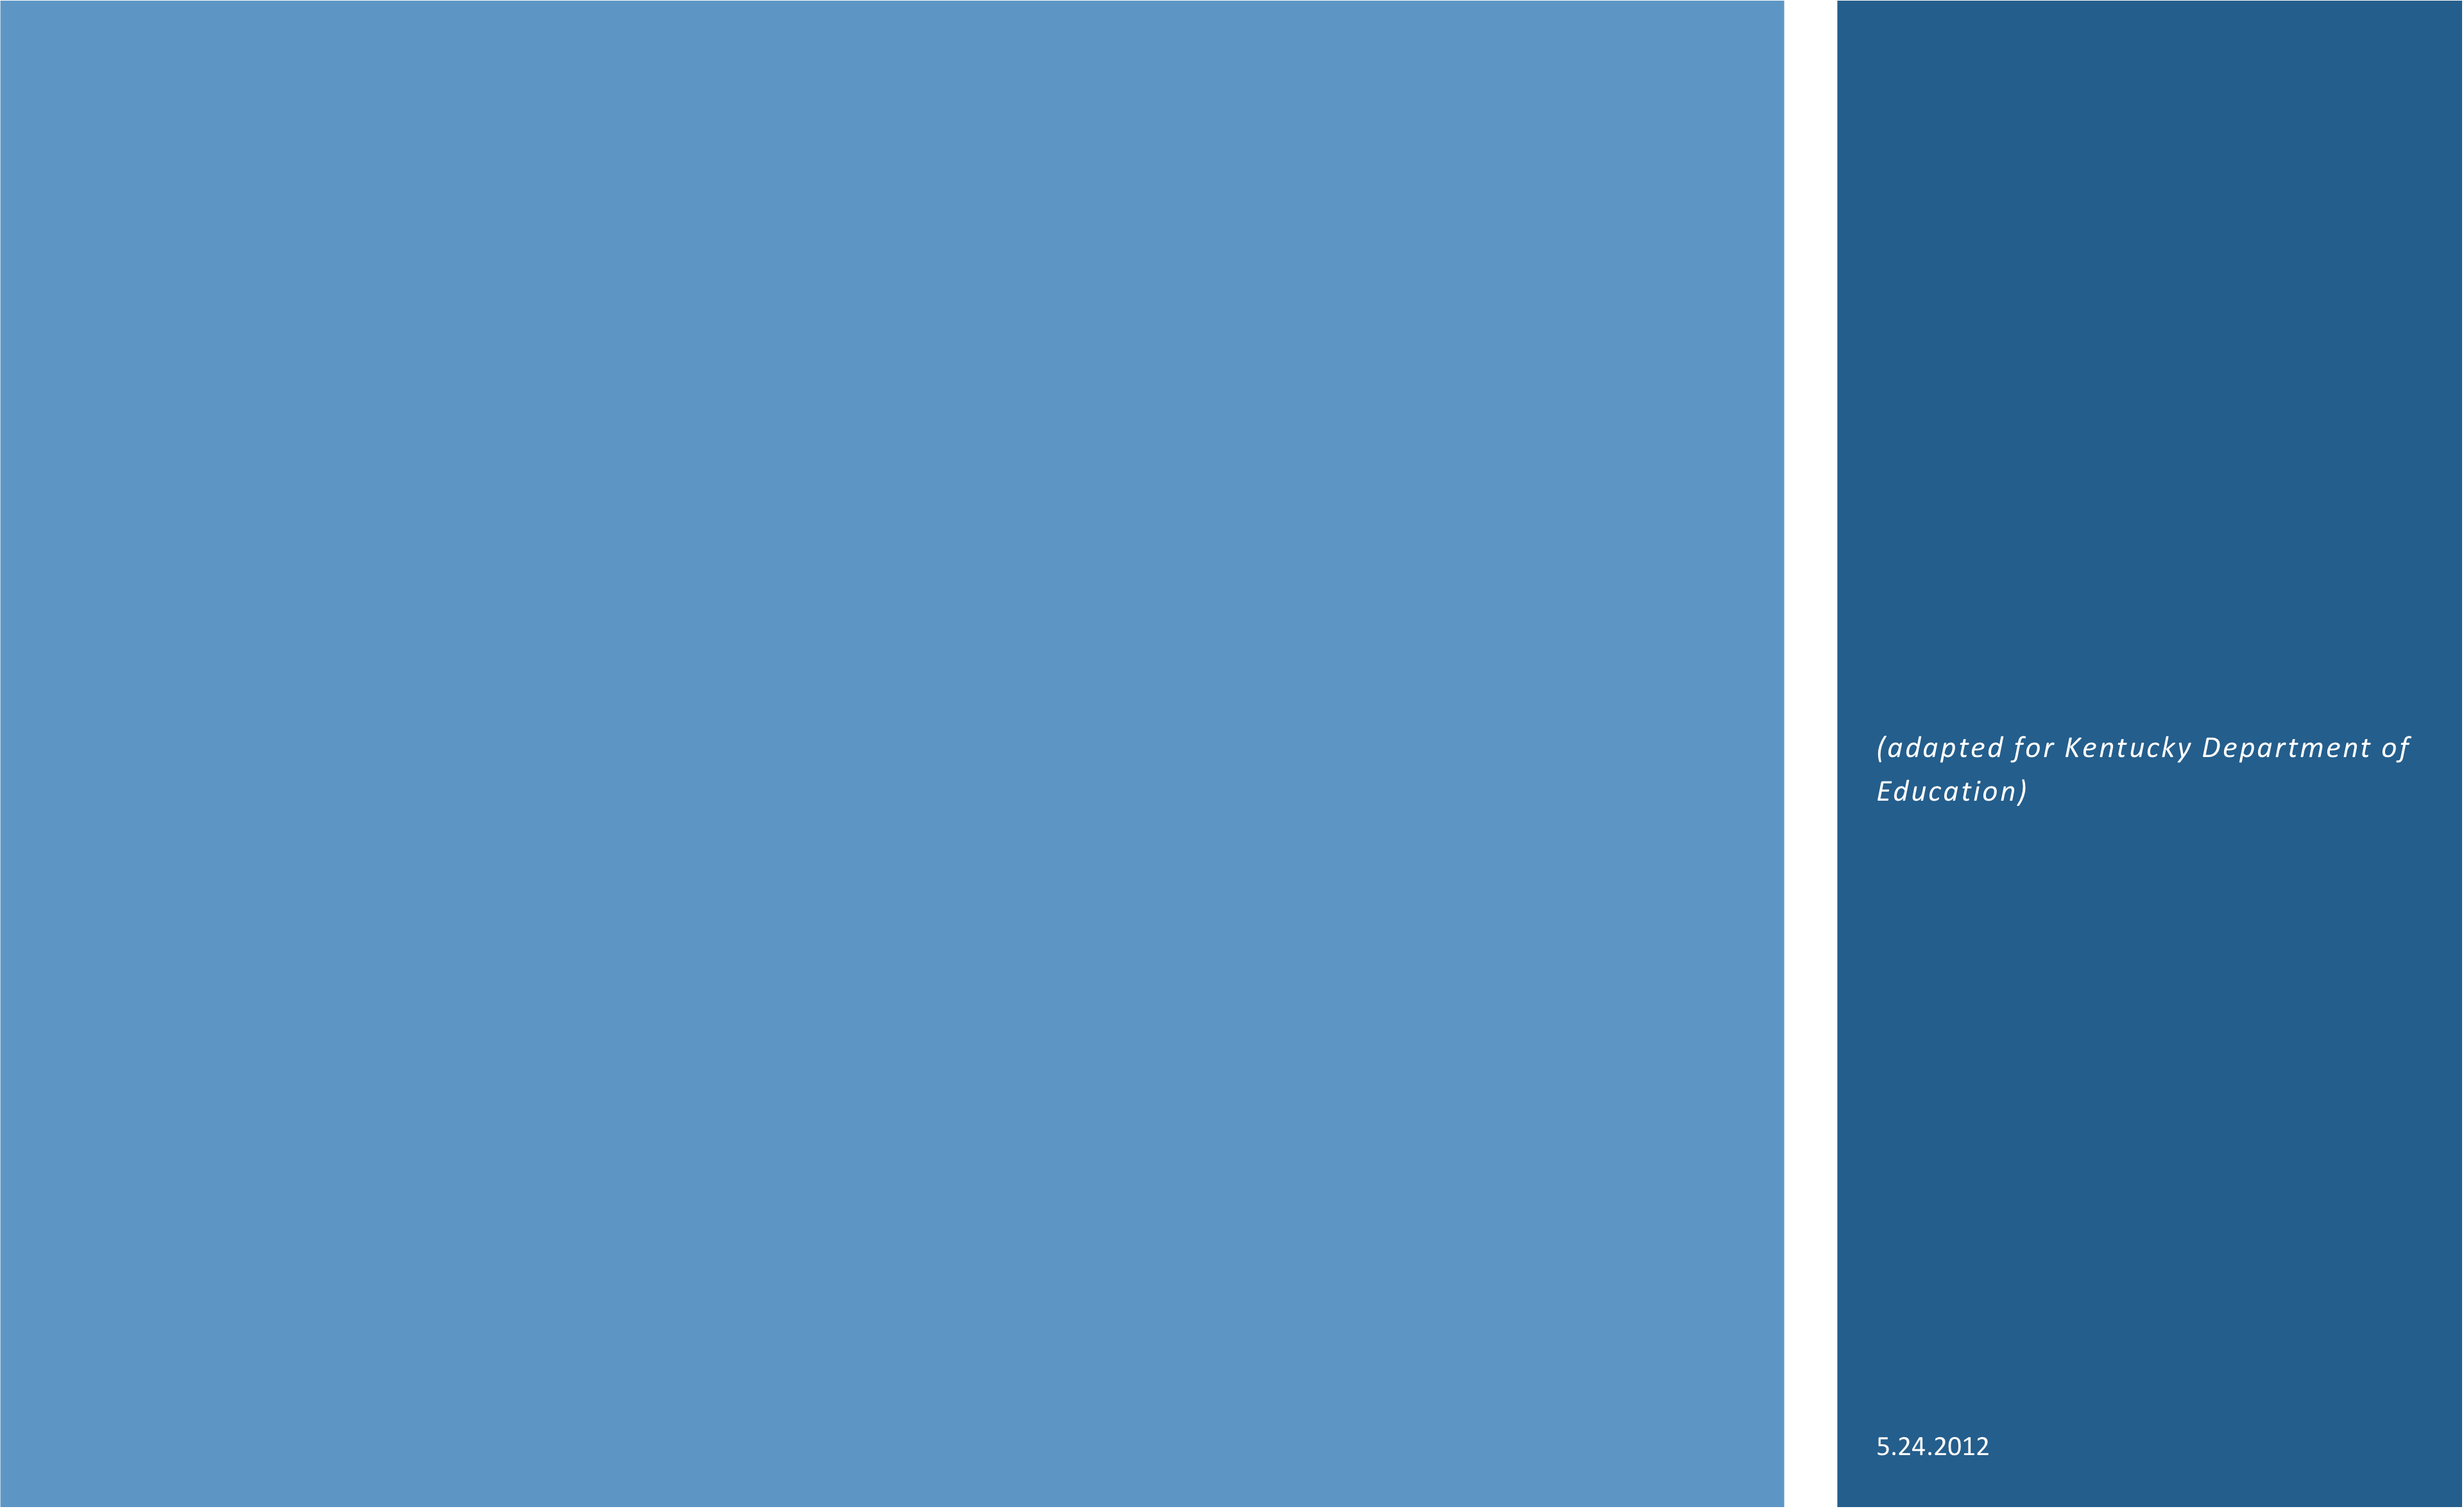 (adapted for Kentucky Department of
Education)
5.24.2012